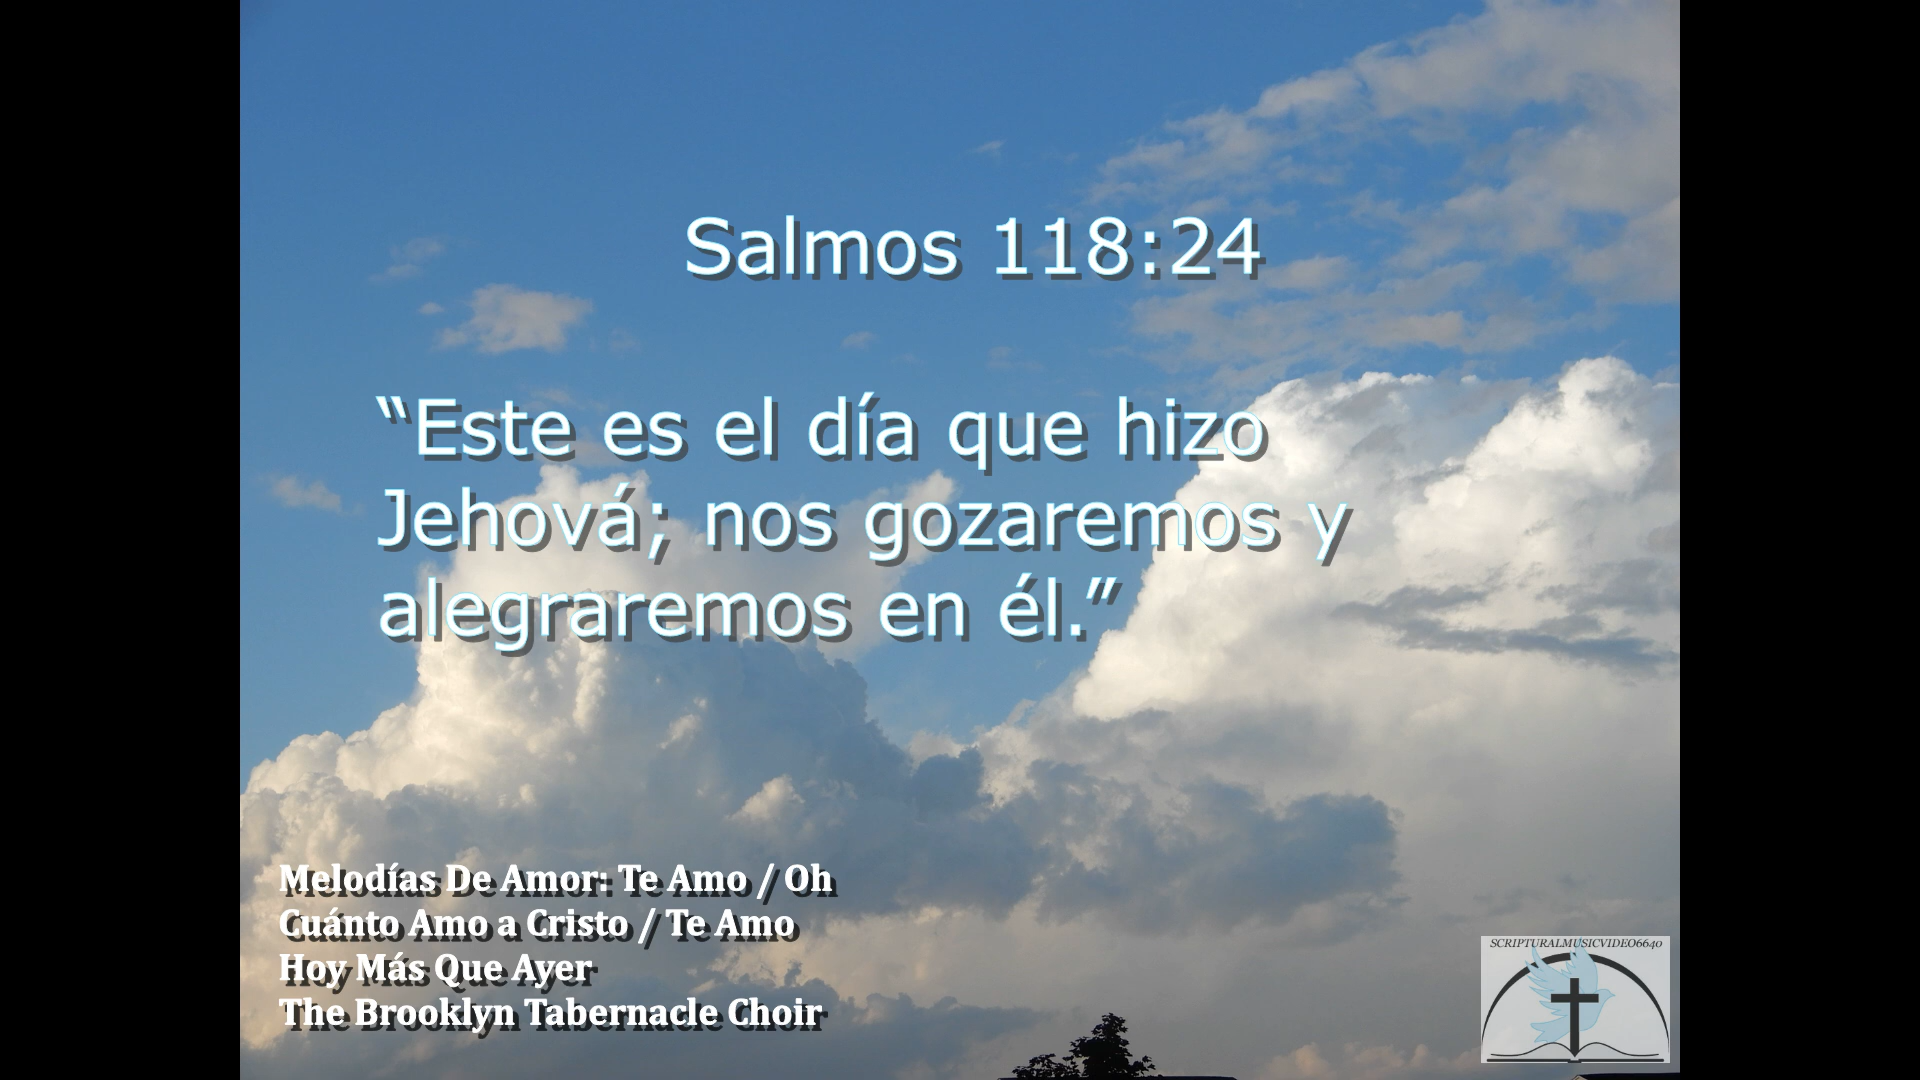 Salmos 118:24
“Este es el día que hizo
Jehová; nos gozaremos y
alegraremos en él.”
Melodías De Amor: Te Amo / Oh
Cuánto Amo a Cristo / Te Amo
Hoy Más Que Ayer
The Brooklyn Tabernacle Choir
SCRIPTURALMUSICVIDEO6640